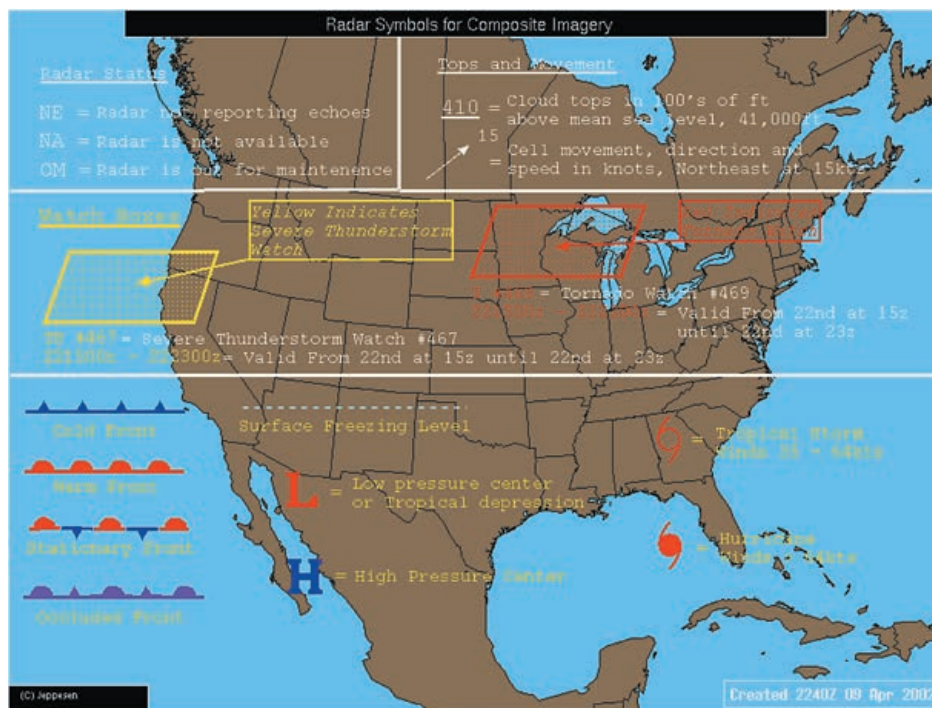 Radar Symbols for Composite Imagery
Radar Status
NE = Radar not reporting echoes
NA = Radar is not available
OM = Radar is out for maintenence
Tops and Movement
410 = Cloud tops in 100's of ft
above mean sea level, 41,000ft
15
= Cell movement, direction and
speed in knots, Northeast at 15kts
Watch Boxes
Yellow Indicates
Severe Thunderstorm
Watch
= Tornado Watch #469
= Valid From 22nd at 15z
until 22nd at 23z
#467 = Severe Thunderstorm Watch #467
- 222300z = Valid From 22nd at 15z until 22nd at 23z
Cold Front
Warm Front
Stationary Front
Occluded Front
Surface Freezing Level
L = Low pressure center
or Tropical depression
H = High Pressure Center
= Tropical Storm
Winds
= Hurricane
Winds
(C) Jeppesen
Created 2240Z 09 Apr 2002